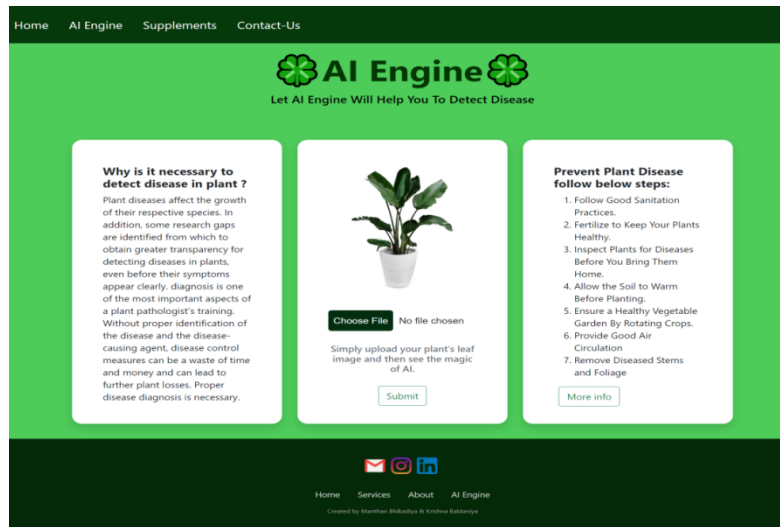 Home AI Engine Supplements Contact-Us
AI Engine
Let AI Engine Will Help You To Detect Disease
Why is it necessary to
detect disease in plant ?
Plant diseases affect the growth
of their respective species. In
addition, some research gaps
are identified from which to
obtain greater transparency for
detecting diseases in plants,
even before their symptoms
appear clearly. diagnosis is one
of the most important aspects of
a plant pathologist's training.
Without proper identification of
the disease and the disease-
causing agent, disease control
measures can be a waste of time
and money and can lead to
further plant losses. Proper
disease diagnosis is necessary.
Choose File No file chosen
Simply upload your plant's leaf
image and then see the magic
of AI.
Submit
Prevent Plant Disease
follow below steps:
1. Follow Good Sanitation
Practices.
2. Fertilize to Keep Your Plants
Healthy.
3. Inspect Plants for Diseases
Before You Bring Them
Home.
4. Allow the Soil to Warm
Before Planting.
5. Ensure a Healthy Vegetable
Garden By Rotating Crops.
6. Provide Good Air
Circulation
7. Remove Diseased Stems
and Foliage
More info
in
Home Services About AI Engine
Created by Manthan Bhikadiya & Krishna Baldaniya